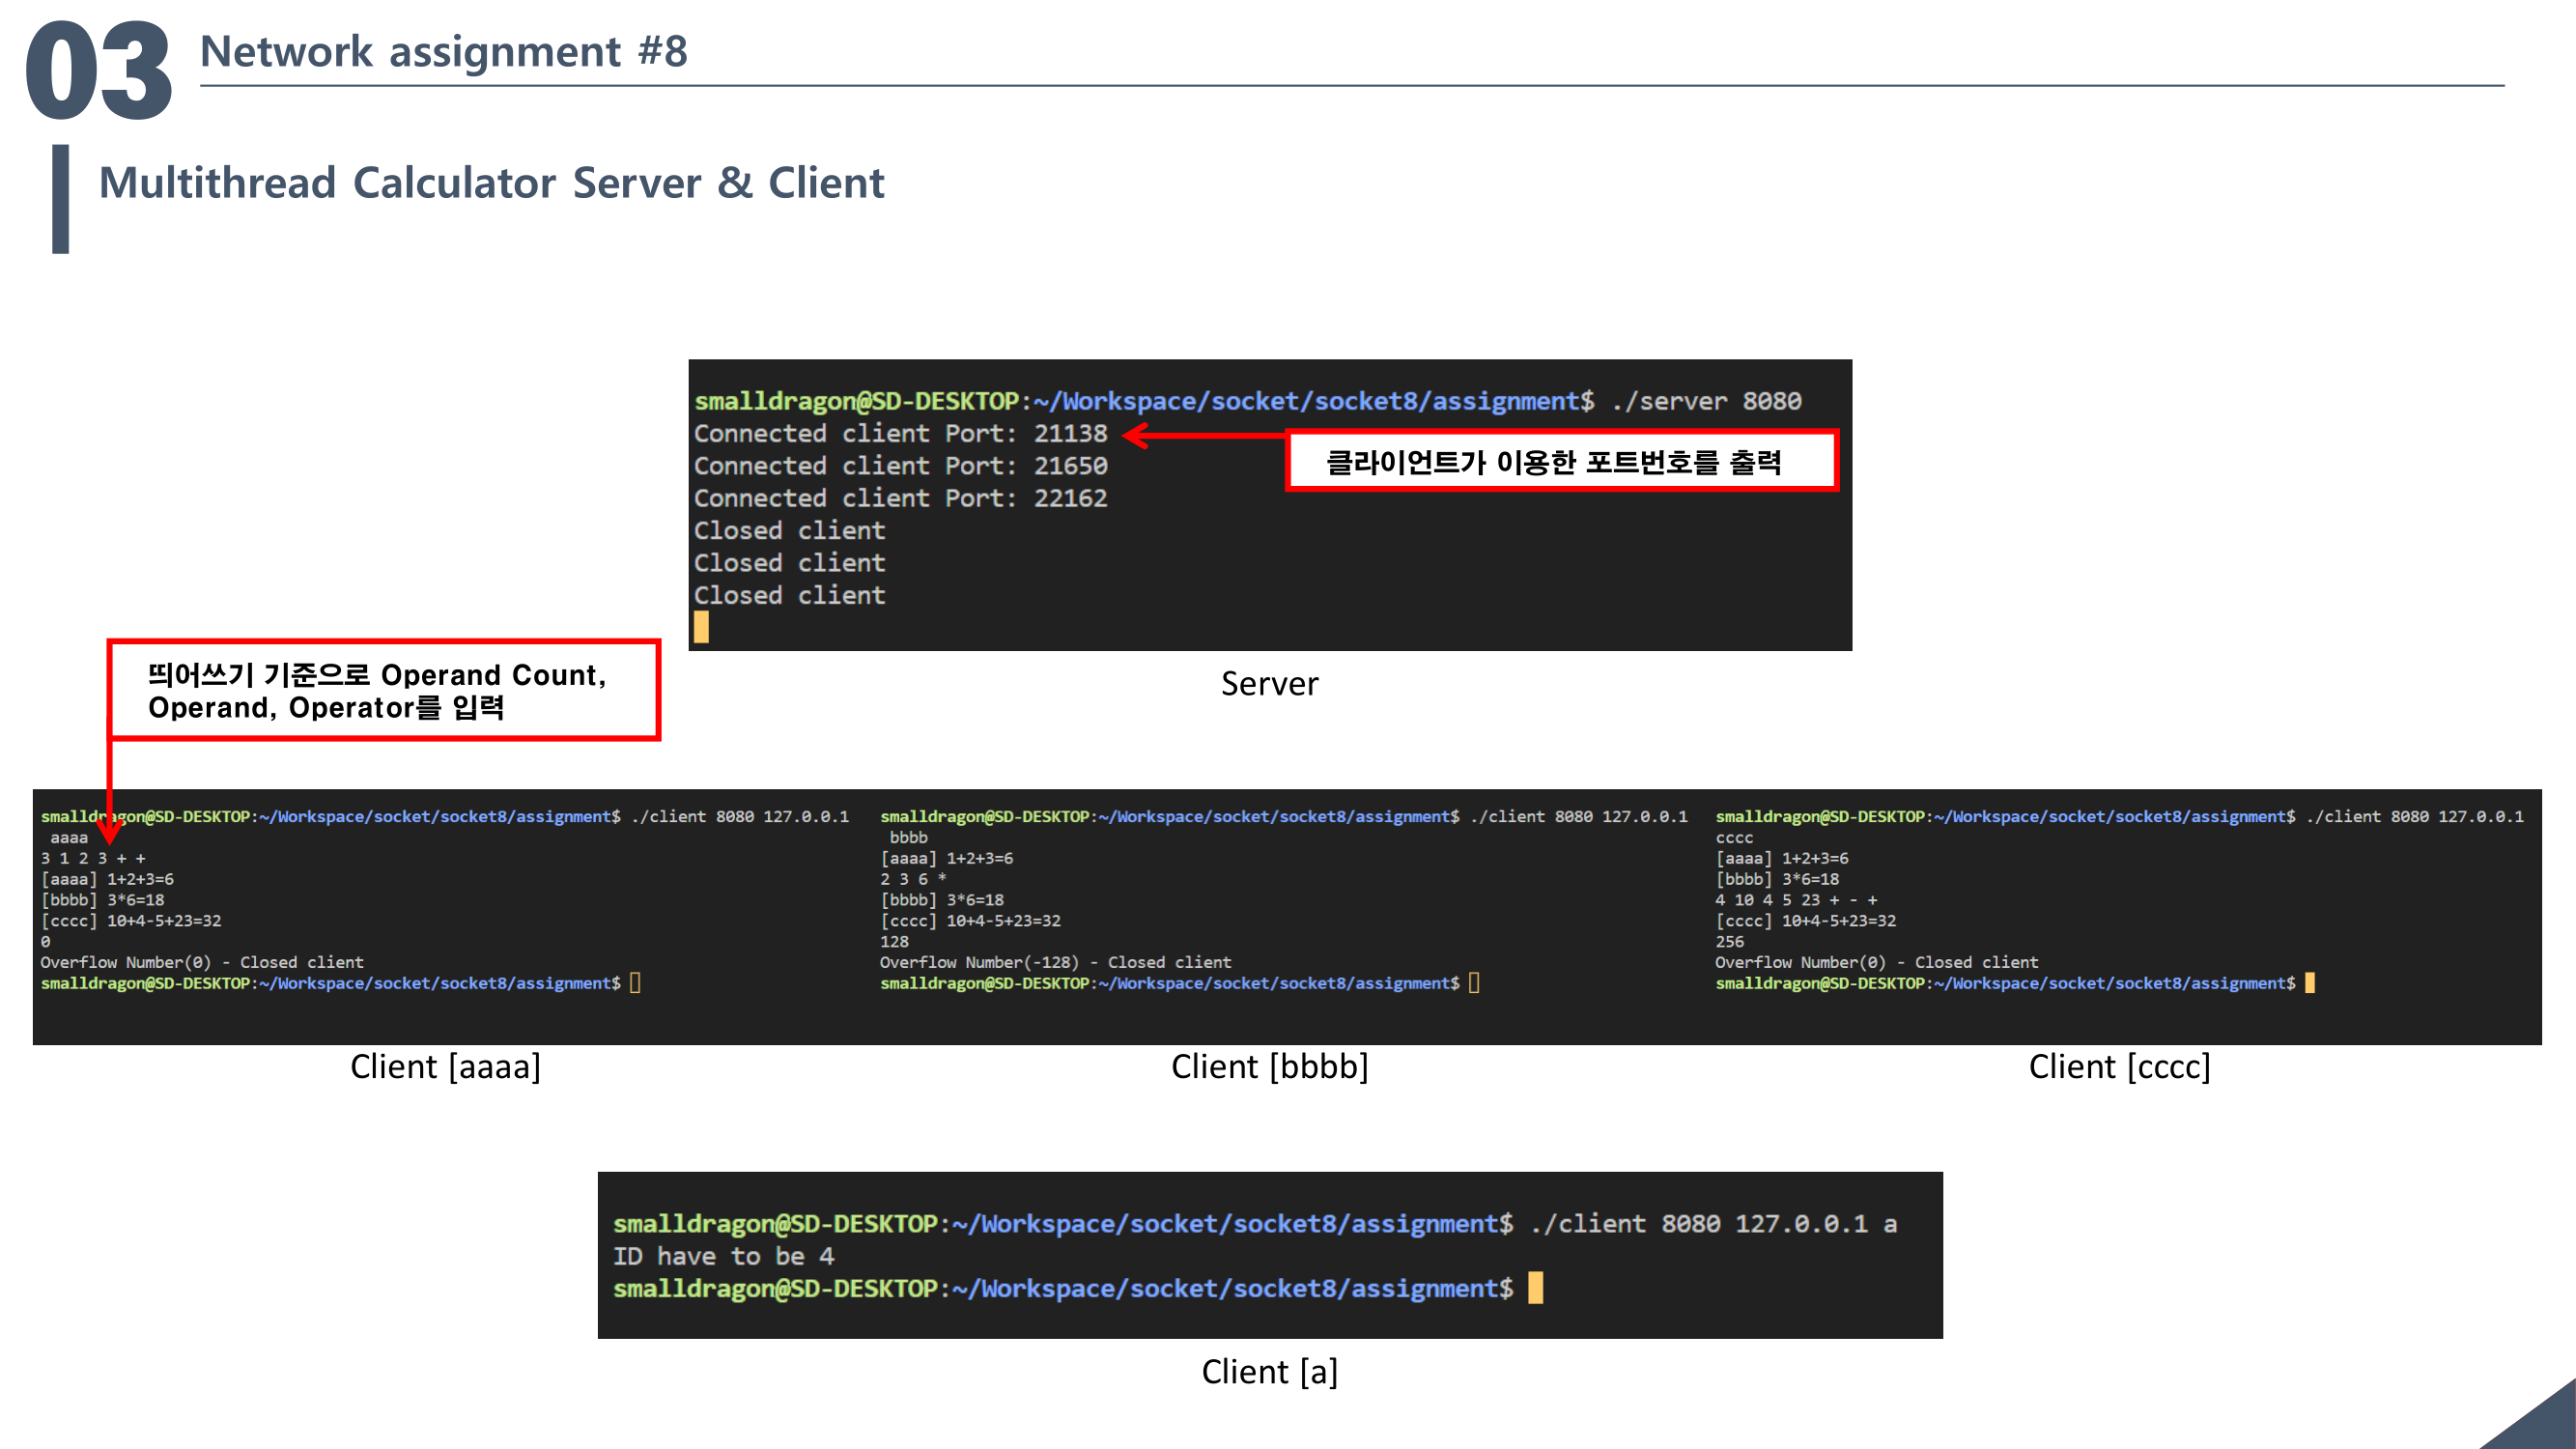 03
Network assignment #8
Multithread Calculator Server & Client
smalldragon@SD-DESKTOP:~/Workspace/socket/socket8/assignment$ ./server 8080
Connected client Port: 21138
클라이언트가 이용한 포트번호를 출력
Connected client Port: 21650
Connected client Port: 22162
Closed client
Closed client
Closed client
Server
띄어쓰기 기준으로 Operand Count,
Operand, Operator를 입력
smalldragon@SD-DESKTOP:~/Workspace/socket/socket8/assignment$ ./client 8080 127.0.0.1
aaaa
3 1 2 3 + +
[aaaa] 1+2+3=6
[bbbb] 3*6=18
[cccc] 10+4-5+23=32
0
Overflow Number(0) - Closed client
smalldragon@SD-DESKTOP:~/Workspace/socket/socket8/assignment$
Client [aaaa]
smalldragon@SD-DESKTOP:~/Workspace/socket/socket8/assignment$ ./client 8080 127.0.0.1
bbbb
[aaaa] 1+2+3=6
2 3 6 *
[bbbb] 3*6=18
[cccc] 10+4-5+23=32
128
Overflow Number(-128) - Closed client
smalldragon@SD-DESKTOP:~/Workspace/socket/socket8/assignment$
Client [bbbb]
smalldragon@SD-DESKTOP:~/Workspace/socket/socket8/assignment$ ./client 8080 127.0.0.1
cccc
[aaaa] 1+2+3=6
[bbbb] 3*6=18
4 10 4 5 23 + - +
[cccc] 10+4-5+23=32
256
Overflow Number(0) - Closed client
smalldragon@SD-DESKTOP:~/Workspace/socket/socket8/assignment$
Client [cccc]
smalldragon@SD-DESKTOP:~/Workspace/socket/socket8/assignment$ ./client 8080 127.0.0.1 a
ID have to be 4
smalldragon@SD-DESKTOP:~/Workspace/socket/socket8/assignment$
Client [a]